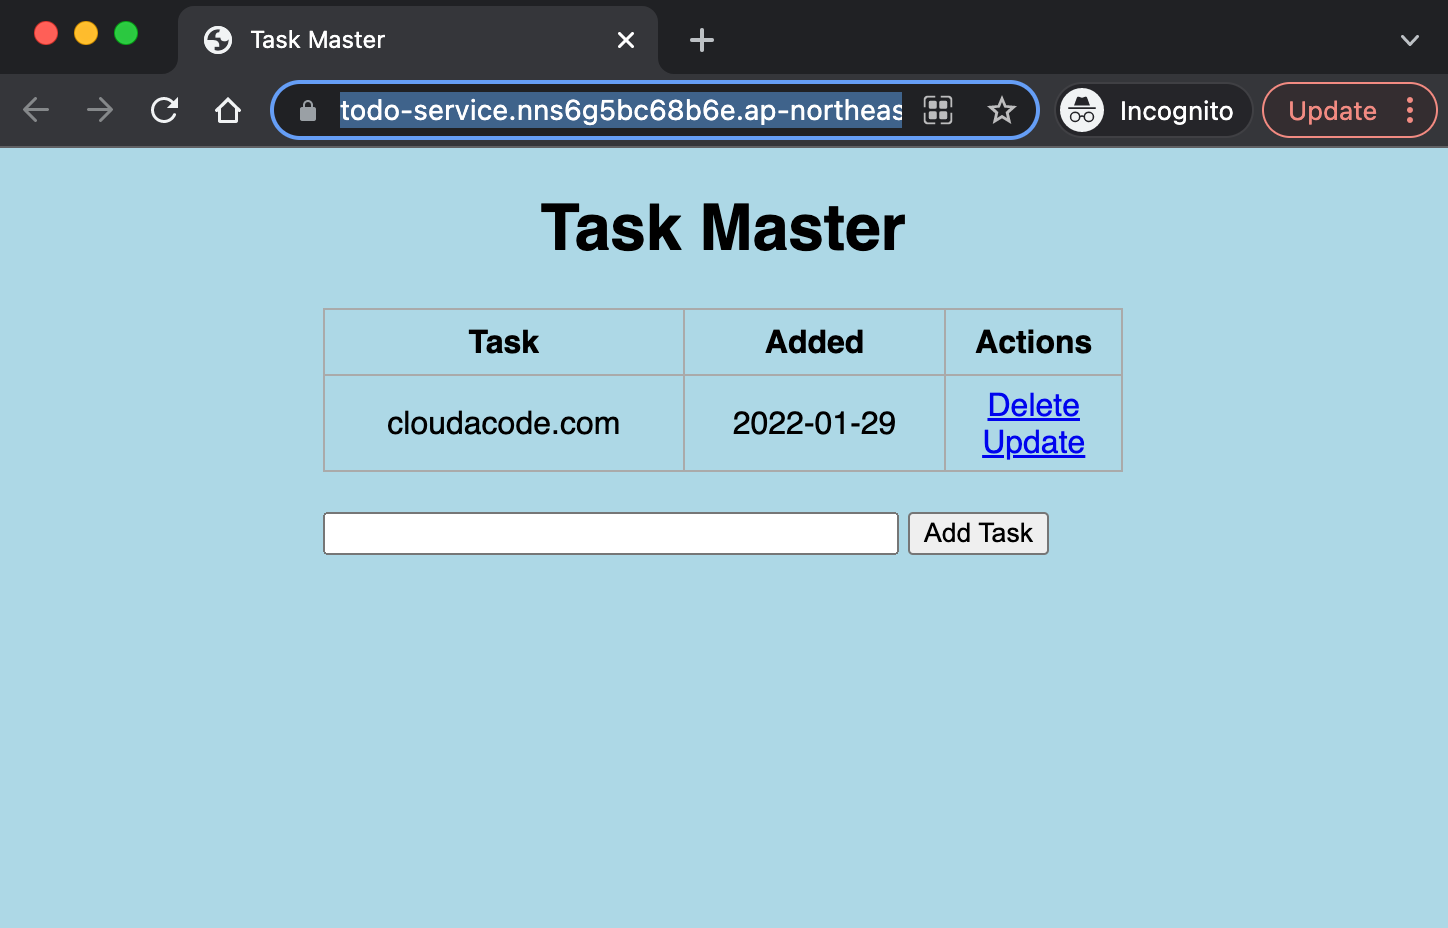 Task Master
todo-service.nns6g5bc68b6e.ap-northeas
Incognito
Update
Task Master
Task Added Actions
cloudacode.com 2022-01-29 Delete
Update
Add Task